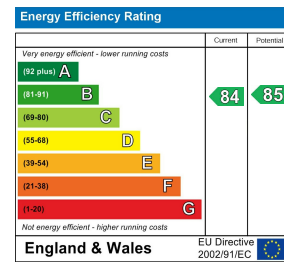 Energy Efficiency Rating
Current
Potential
Very energy efficient - lower running costs
(92 plus) A
(81-91) B
84
85
(69-80) C
(55-68) D
(39-54) E
(21-38) F
(1-20) G
Not energy efficient - higher running costs
England & Wales
EU Directive
2002/91/EC